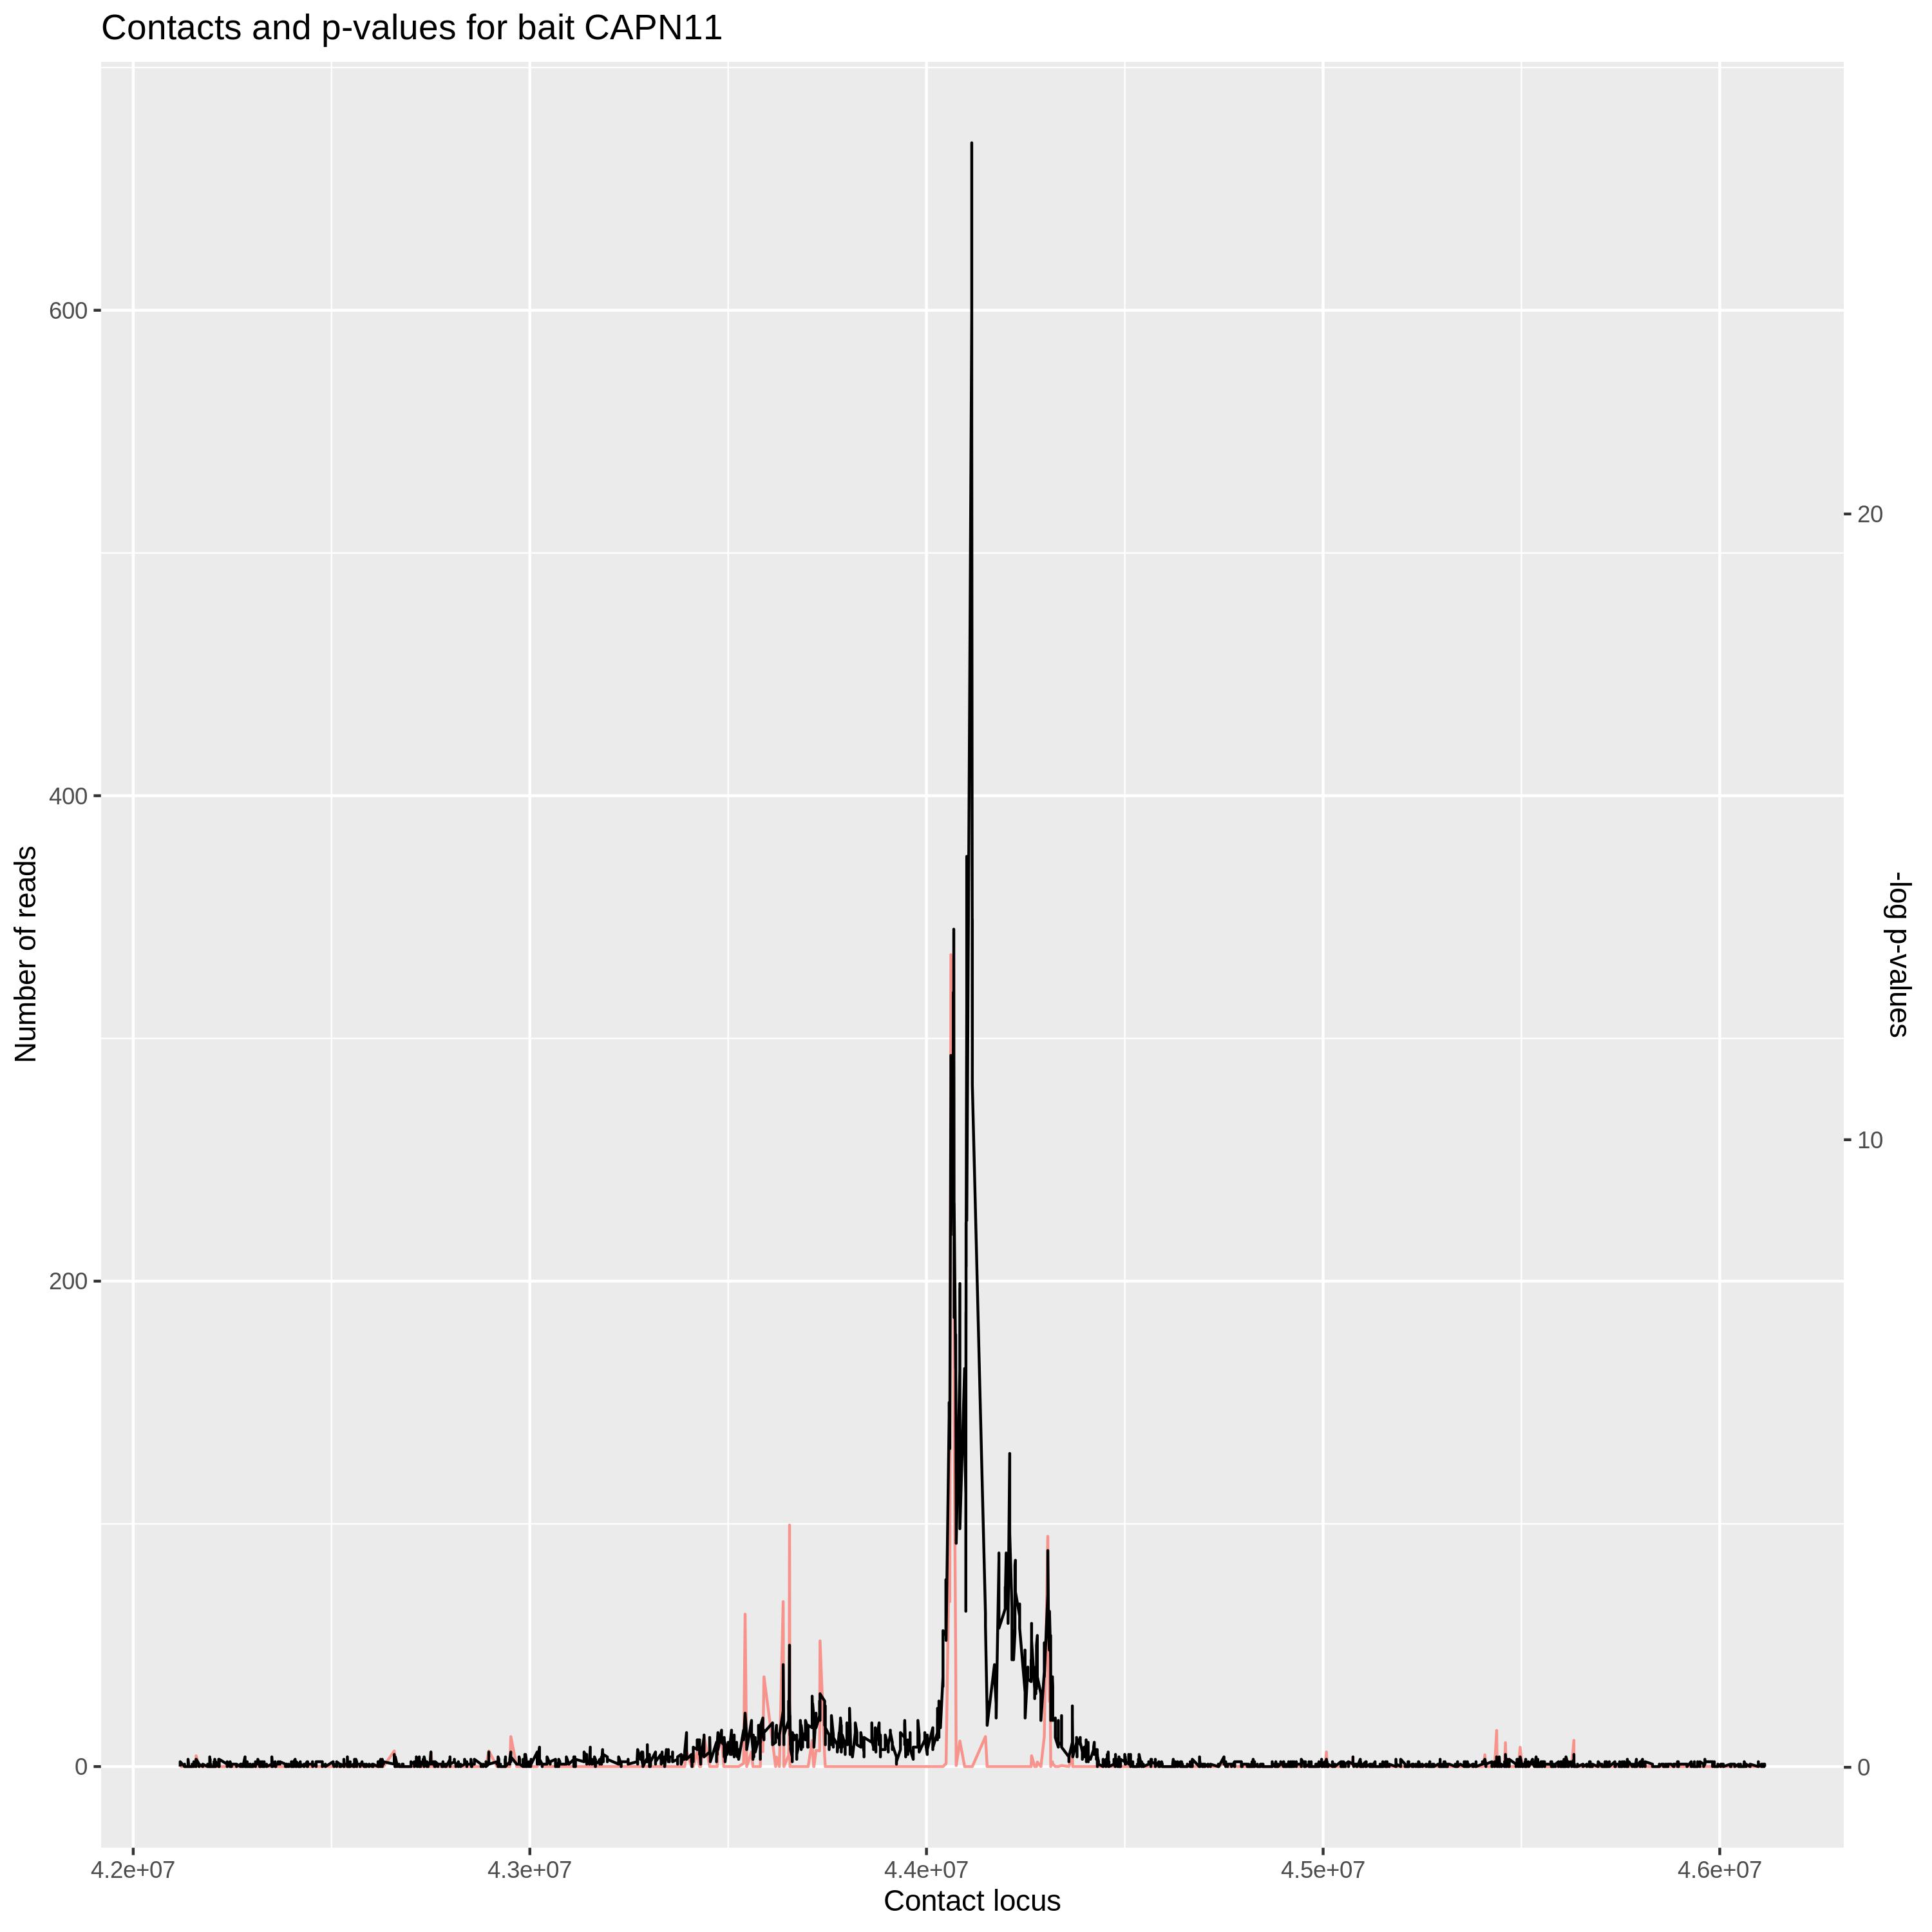 Contacts and p-values for bait CAPN11
600
400
200
0
Number of reads
20
10
0
-log p-values
4.2e+07
4.3e+07
4.4e+07
4.5e+07
4.6e+07
Contact locus